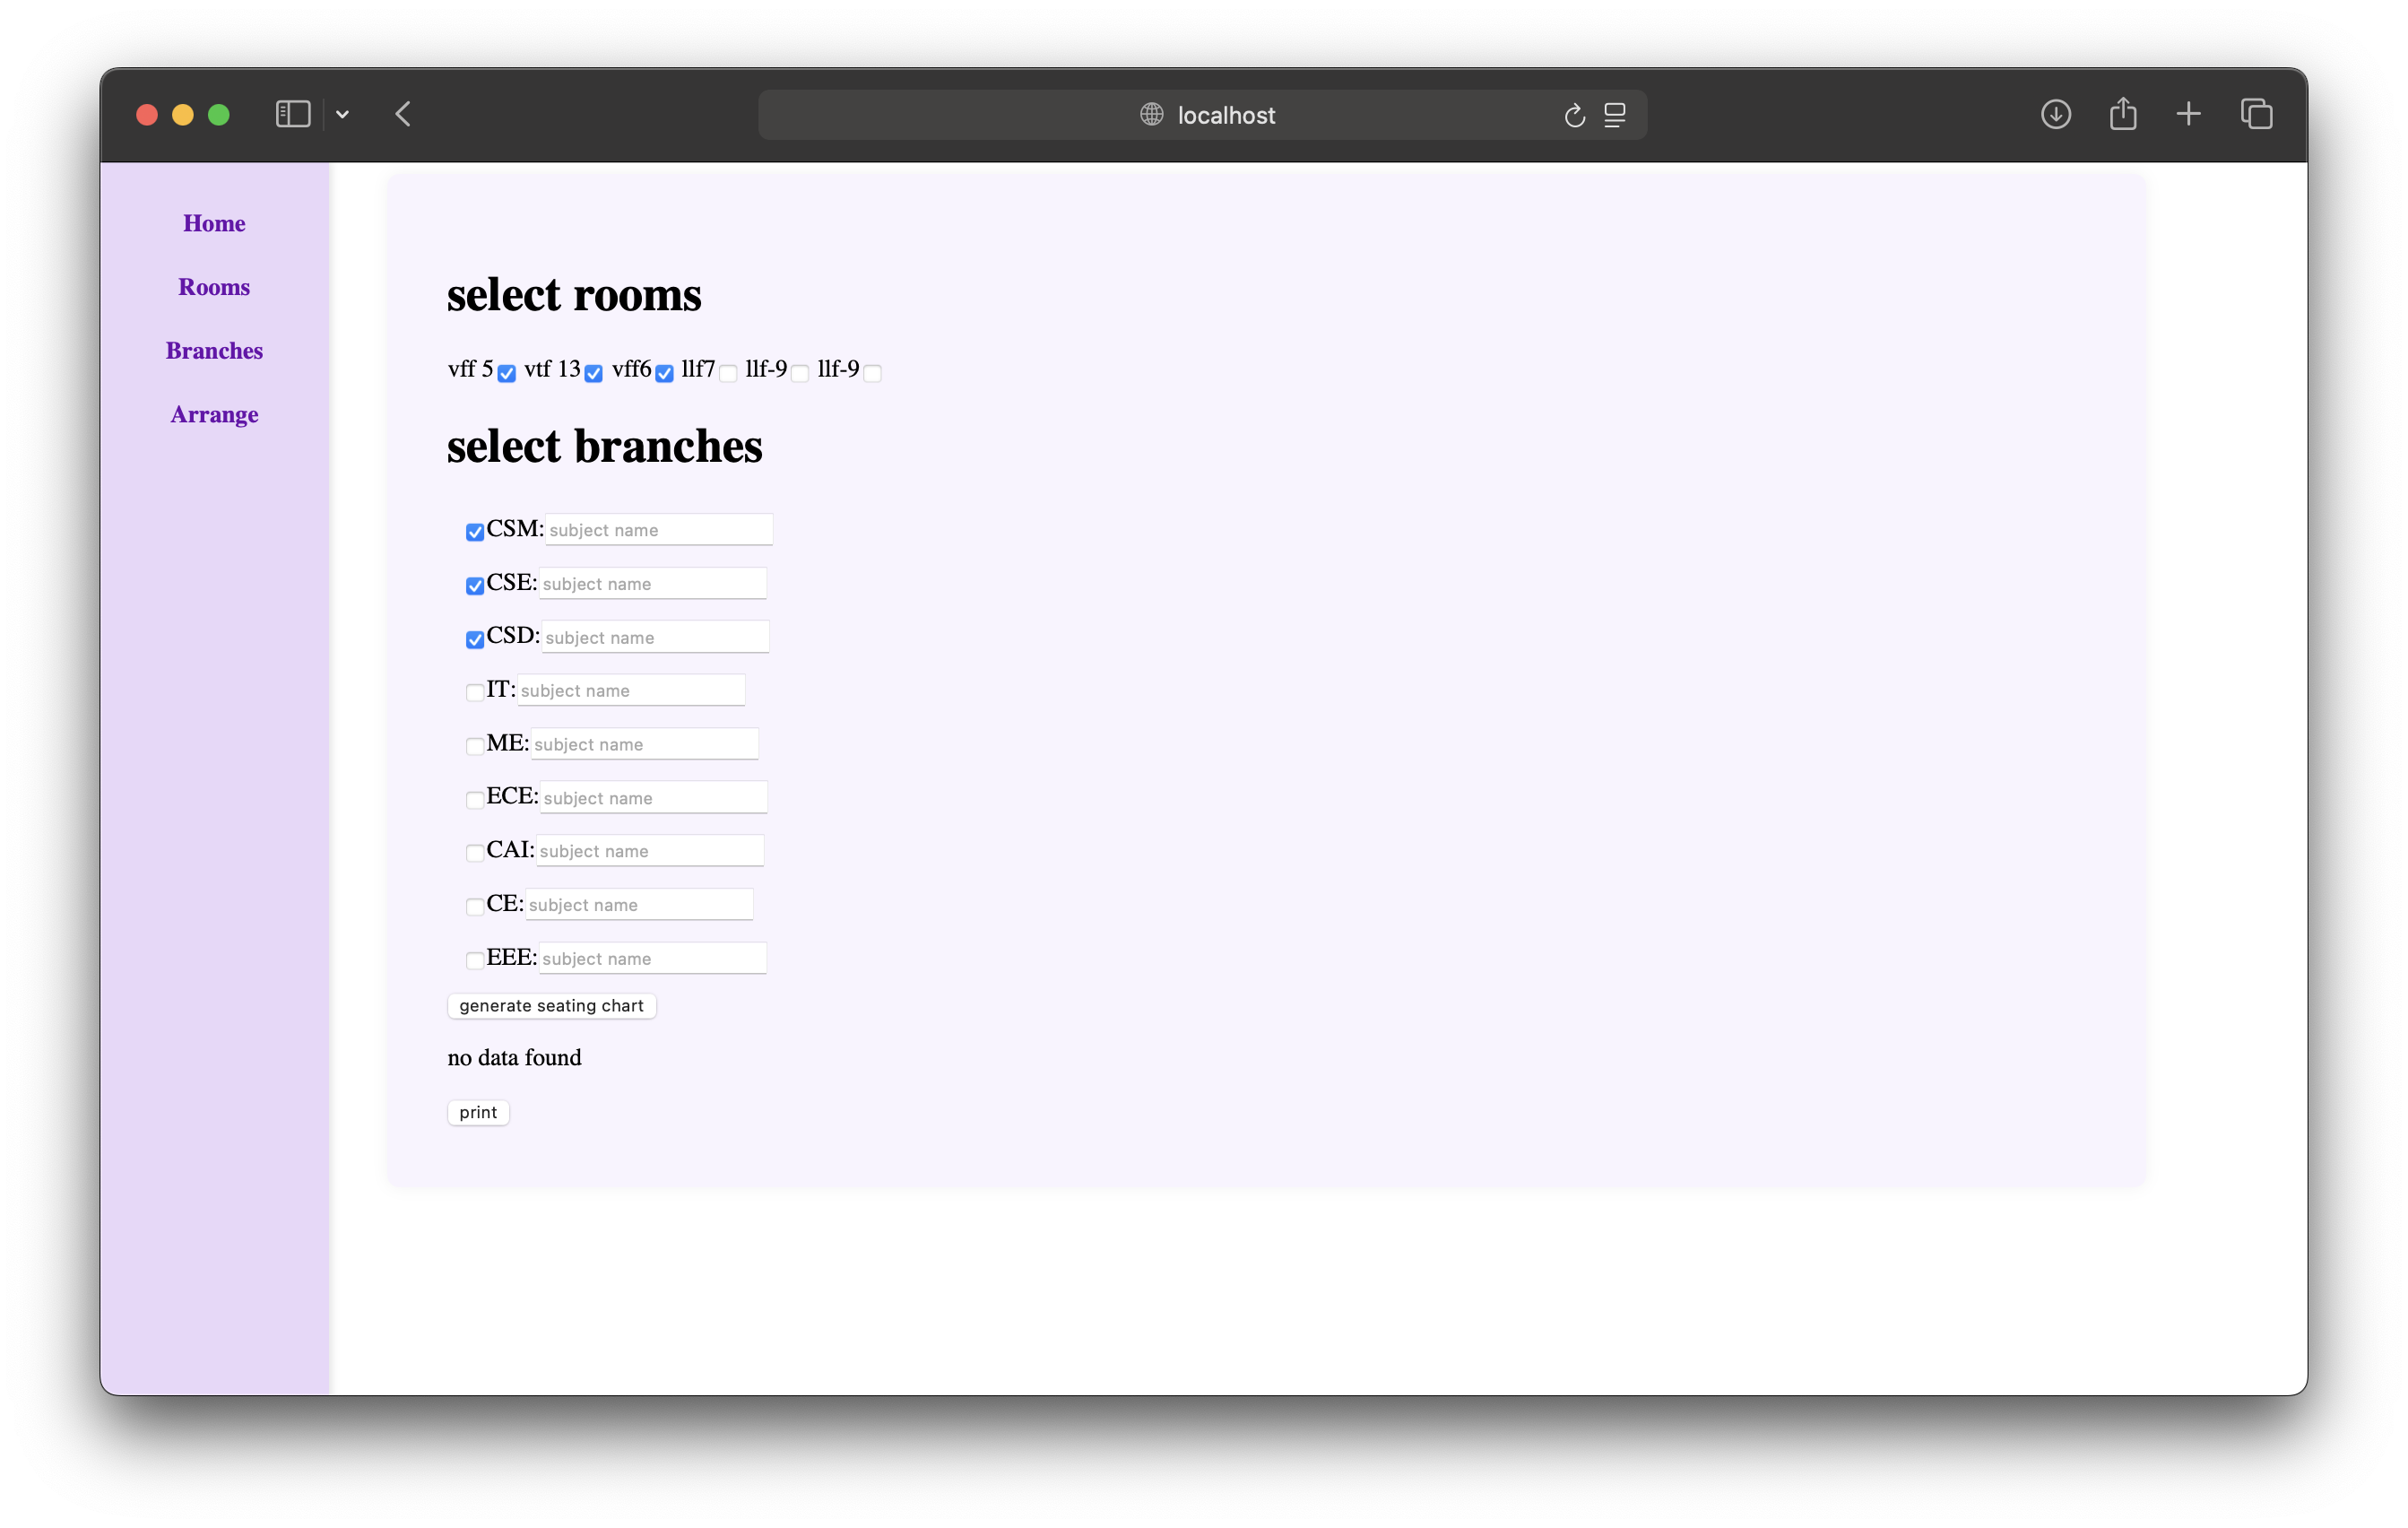 localhost
Home
Rooms
Branches
Arrange
select rooms
vff 5 vtf 13 vff6 llf7 llf-9 llf-9
select branches
CSM: subject name
CSE: subject name
CSD: subject name
IT: subject name
ME: subject name
ECE: subject name
CAI: subject name
CE: subject name
EEE: subject name
generate seating chart
no data found
print